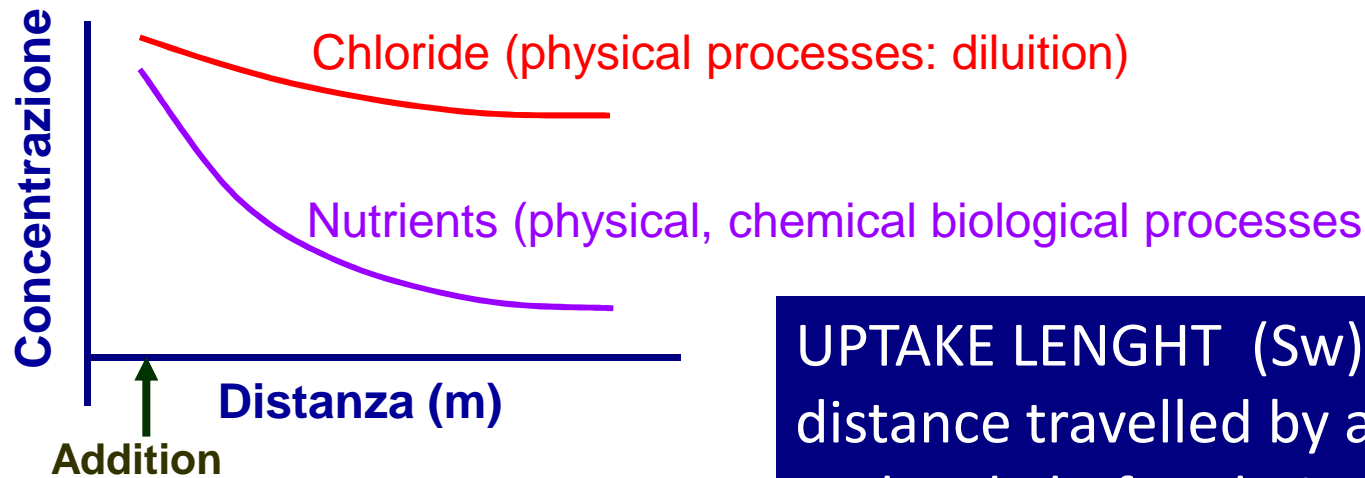 Concentrazione
Chloride (physical processes: diluition)
Nutrients (physical, chemical biological processes
Distanza (m)
Addition
UPTAKE LENGHT (Sw)
distance travelled by a